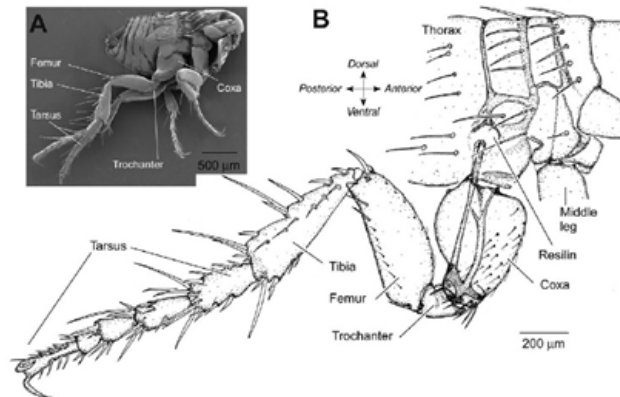 A
Femur
Tibia
Tarsus
Coxa
Trochanter
500 µm
B
Thorax
Dorsal
Posterior
Anterior
Ventral
Middle
leg
Resilin
Coxa
Tarsus
Tibia
Femur
Trochanter
200 µm